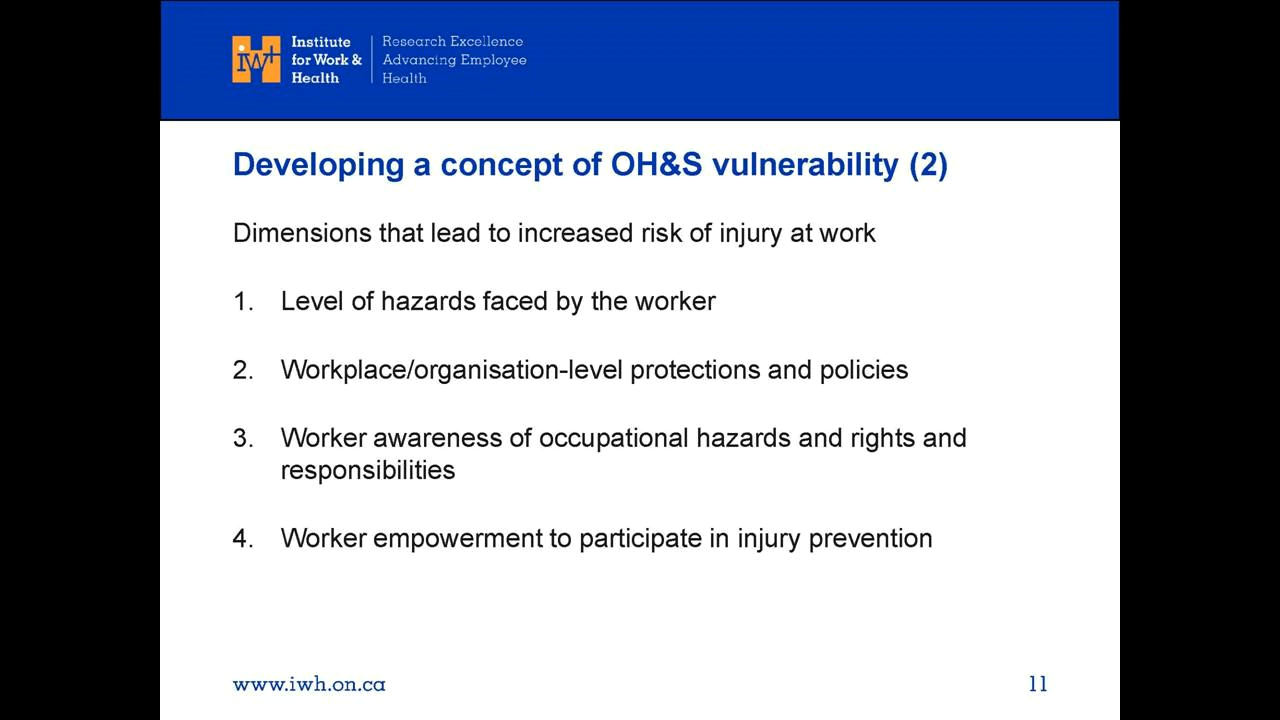 iw+
Institute
for Work &
Health
Research Excellence
Advancing Employee
Health
Developing a concept of OH&S vulnerability (2)
Dimensions that lead to increased risk of injury at work
1. Level of hazards faced by the worker
2. Workplace/organisation-level protections and policies
3. Worker awareness of occupational hazards and rights and
responsibilities
4. Worker empowerment to participate in injury prevention
www.iwh.on.ca
11